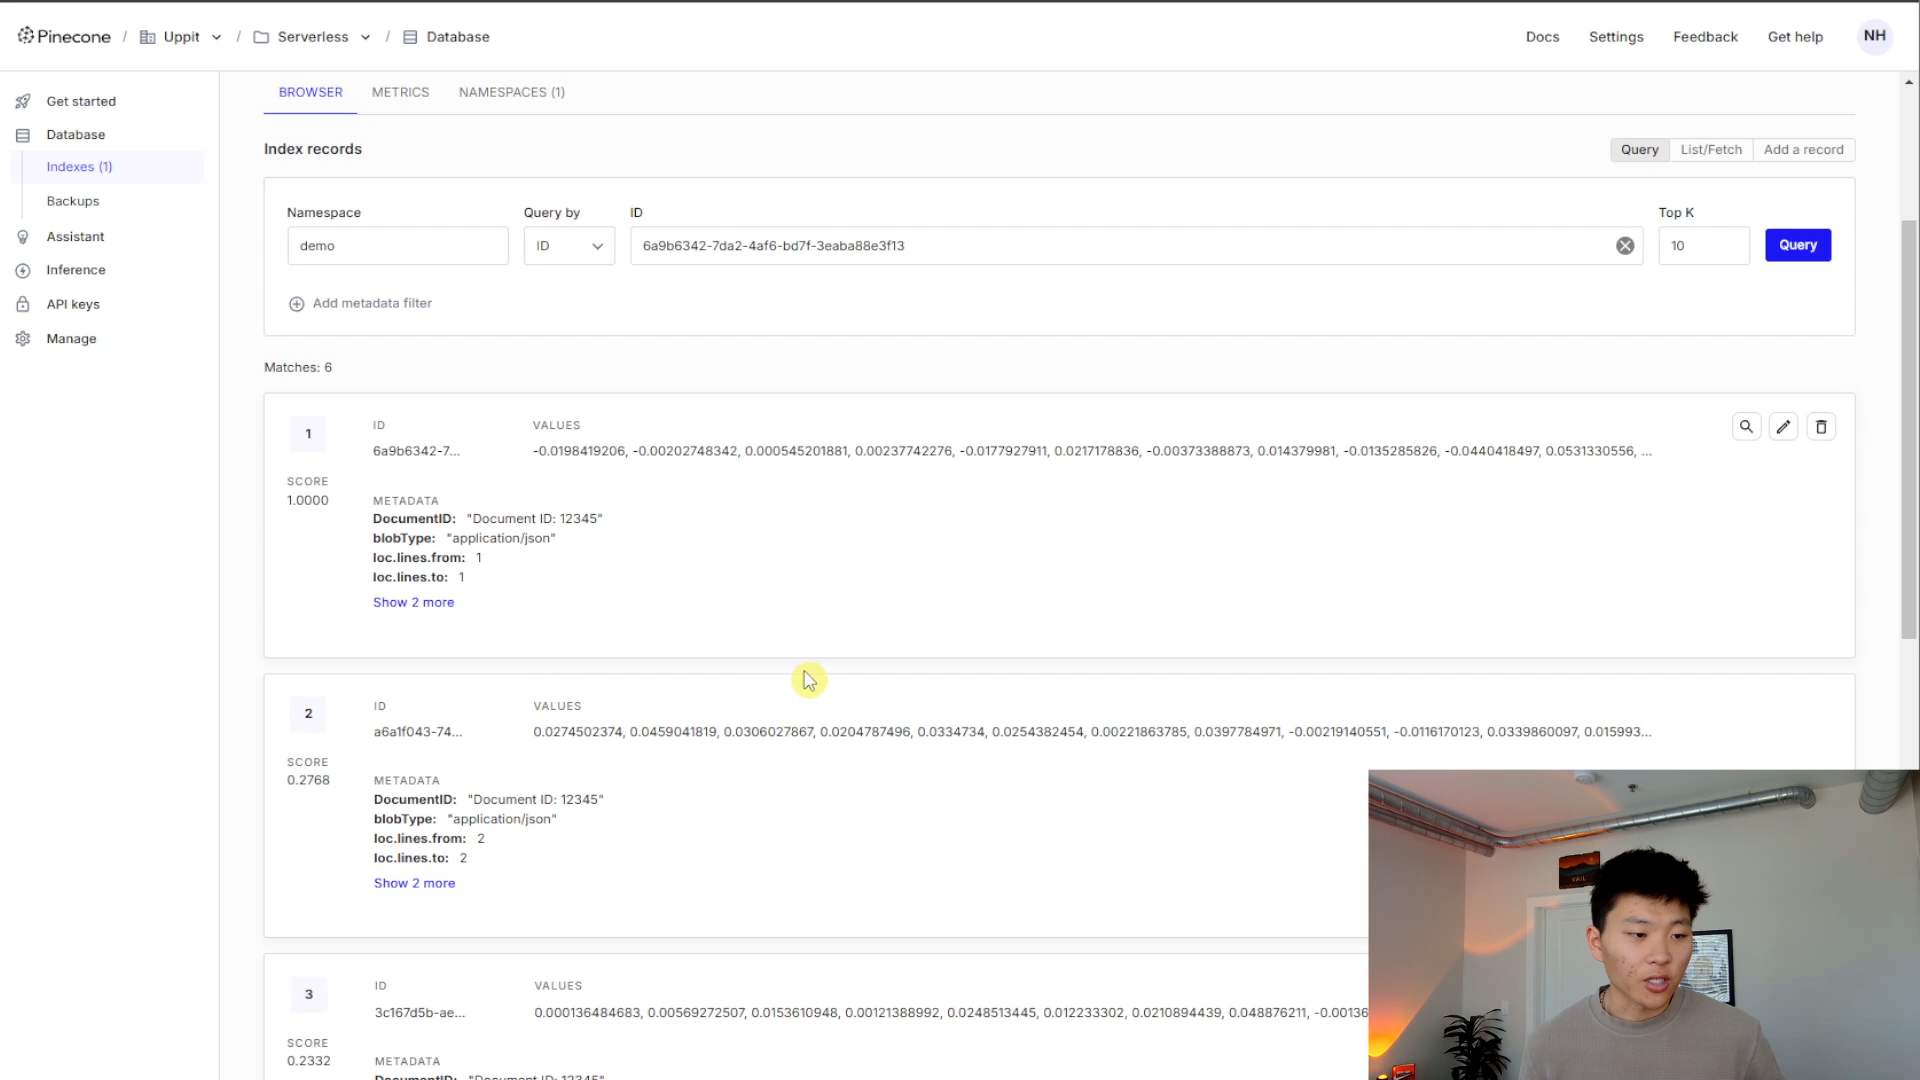 Pinecone / Uppit / Serverless / Database
Docs Settings Feedback Get help NH
Get started
Database
Indexes (1)
Backups
Assistant
Inference
API keys
Manage
BROWSER METRICS NAMESPACES (1)
Index records
Query List/Fetch Add a record
Namespace Query by ID Top K
demo ID 6a9b6342-7da2-4af6-bd7f-3eaba88e3f13 10 Query
Add metadata filter
Matches: 6
1 ID VALUES
6a9b6342-7... -0.0198419206, -0.00202748342, 0.000545201881, 0.00237742276, -0.0177927911, 0.0217178836, -0.00373388873, 0.014379981, -0.0135285826, -0.0440418497, 0.0531330556, ...
SCORE
1.0000
METADATA
DocumentID: "Document ID: 12345"
blobType: "application/json"
loc.lines.from: 1
loc.lines.to: 1
Show 2 more
2 ID VALUES
a6a1f043-74... 0.0274502374, 0.0459041819, 0.0306027867, 0.0204787496, 0.0334734, 0.0254382454, 0.00221863785, 0.0397784971, -0.00219140551, -0.0116170123, 0.0339860097, 0.015993...
SCORE
0.2768
METADATA
DocumentID: "Document ID: 12345"
blobType: "application/json"
loc.lines.from: 2
loc.lines.to: 2
Show 2 more
3 ID VALUES
3c167d5b-ae... 0.000136484683, 0.00569272507, 0.0153610948, 0.00121388992, 0.0248513445, 0.012233302, 0.0210894439, 0.048876211, -0.00136
SCORE
0.2332
METADATA
DocumentID: "Document ID: 12345"
VAIL